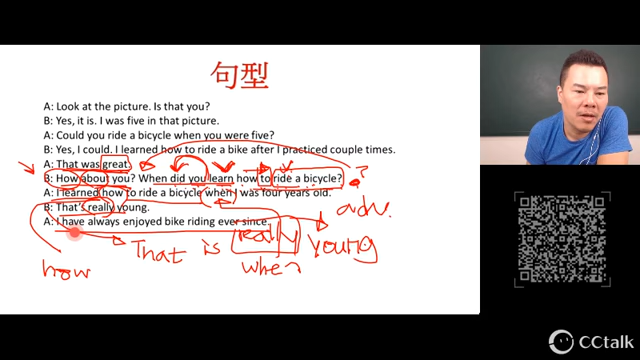 句型
A: Look at the picture. Is that you?
B: Yes, it is. I was five in that picture.
A: Could you ride a bicycle when you were five?
B: Yes, I could. I learned how to ride a bike after I practiced couple times.
A: That was great.
B: How about you? When did you learn how to ride a bicycle?
?
A: I learned how to ride a bicycle when I was four years old.
B: That's really young.
adv.
A: I have always enjoyed bike riding ever since.
That is really young
how
when
CCtalk